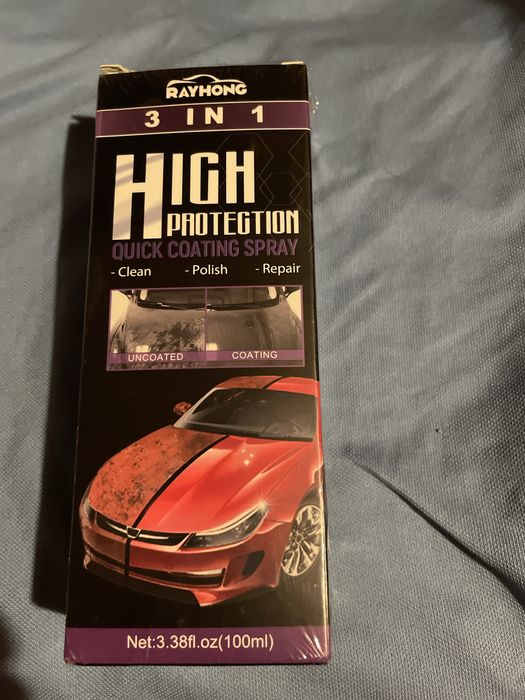 RAYHONG
3 IN 1
HIGH
PROTECTION
QUICK COATING SPRAY
- Clean - Polish - Repair
UNCOATED COATING
Net:3.38fl.oz(100ml)